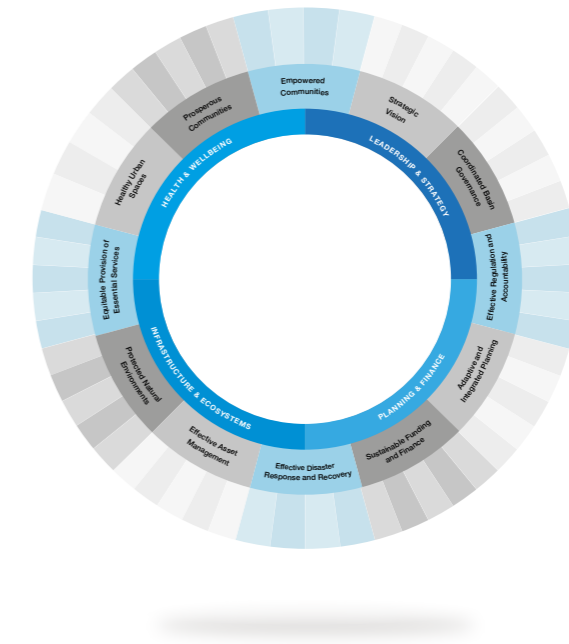 Empowered
Communities
Strategic
Vision
Coordinated Basin
Governance
Effective Regulation and
Accountability
Adaptive and
Integrated Planning
Sustainable Funding
and Finance
Effective Disaster
Response and Recovery
Effective Asset
Management
Protected Natural
Environments
Equitable Provision of
Essential Services
Healthy Urban
Spaces
Prosperous
Communities
HEALTH & WELLBEING
LEADERSHIP & STRATEGY
PLANNING & FINANCE
INFRASTRUCTURE & ECOSYSTEMS